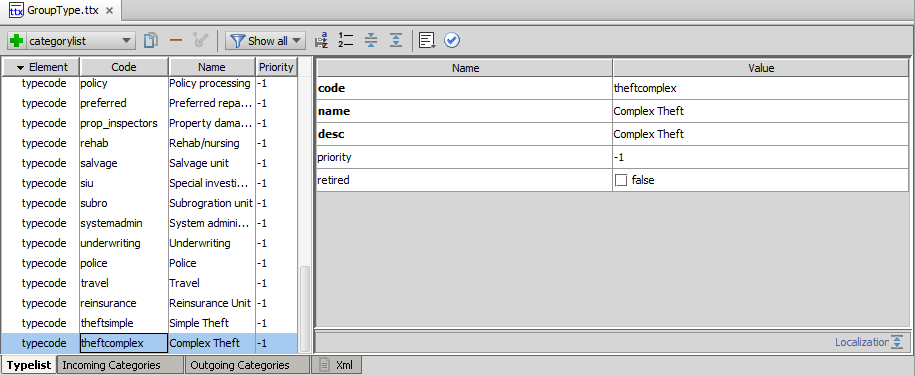 GroupType.ttx
categorylist
Show all
Element Code Name Priority
typecode policy Policy processing -1
typecode preferred Preferred repa... -1
typecode prop_inspectors Property dama... -1
typecode rehab Rehab/nursing -1
typecode salvage Salvage unit -1
typecode siu Special investi... -1
typecode subro Subrogration unit -1
typecode systemadmin System admini... -1
typecode underwriting Underwriting -1
typecode police Police -1
typecode travel Travel -1
typecode reinsurance Reinsurance Unit -1
typecode theftsimple Simple Theft -1
typecode theftcomplex Complex Theft -1
Name Value
code theftcomplex
name Complex Theft
desc Complex Theft
priority -1
retired false
Localization
Typelist Incoming Categories Outgoing Categories Xml